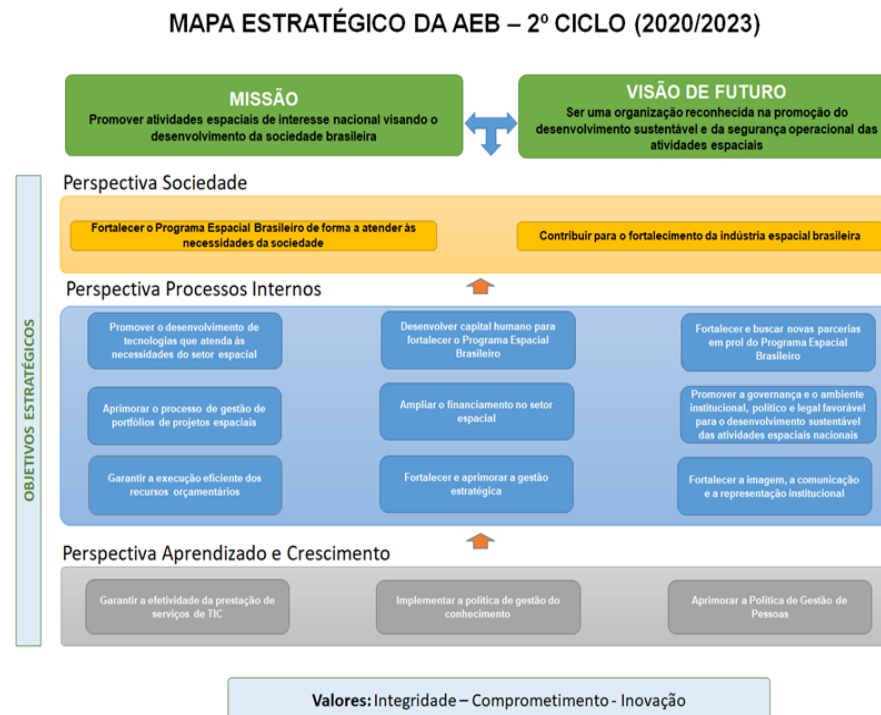 MAPA ESTRATÉGICO DA AEB – 2º CICLO (2020/2023)
MISSÃO
Promover atividades espaciais de interesse nacional visando o
desenvolvimento da sociedade brasileira
VISÃO DE FUTURO
Ser uma organização reconhecida na promoção do
desenvolvimento sustentável e da segurança operacional das
atividades espaciais
OBJETIVOS ESTRATÉGICOS
Perspectiva Sociedade
Fortalecer o Programa Espacial Brasileiro de forma a atender às
necessidades da sociedade
Contribuir para o fortalecimento da indústria espacial brasileira
Perspectiva Processos Internos
Promover o desenvolvimento de
tecnologias que atenda às
necessidades do setor espacial
Desenvolver capital humano para
fortalecer o Programa Espacial
Brasileiro
Fortalecer e buscar novas parcerias
em prol do Programa Espacial
Brasileiro
Aprimorar o processo de gestão de
portfólios de projetos espaciais
Ampliar o financiamento no setor
espacial
Promover a governança e o ambiente
institucional, político e legal favorável
para o desenvolvimento sustentável
das atividades espaciais nacionais
Garantir a execução eficiente dos
recursos orçamentários
Fortalecer e aprimorar a gestão
estratégica
Fortalecer a imagem, a comunicação
e a representação institucional
Perspectiva Aprendizado e Crescimento
Garantir a efetividade da prestação de
serviços de TIC
Implementar a política de gestão do
conhecimento
Aprimorar a Política de Gestão de
Pessoas
Valores: Integridade – Comprometimento - Inovação